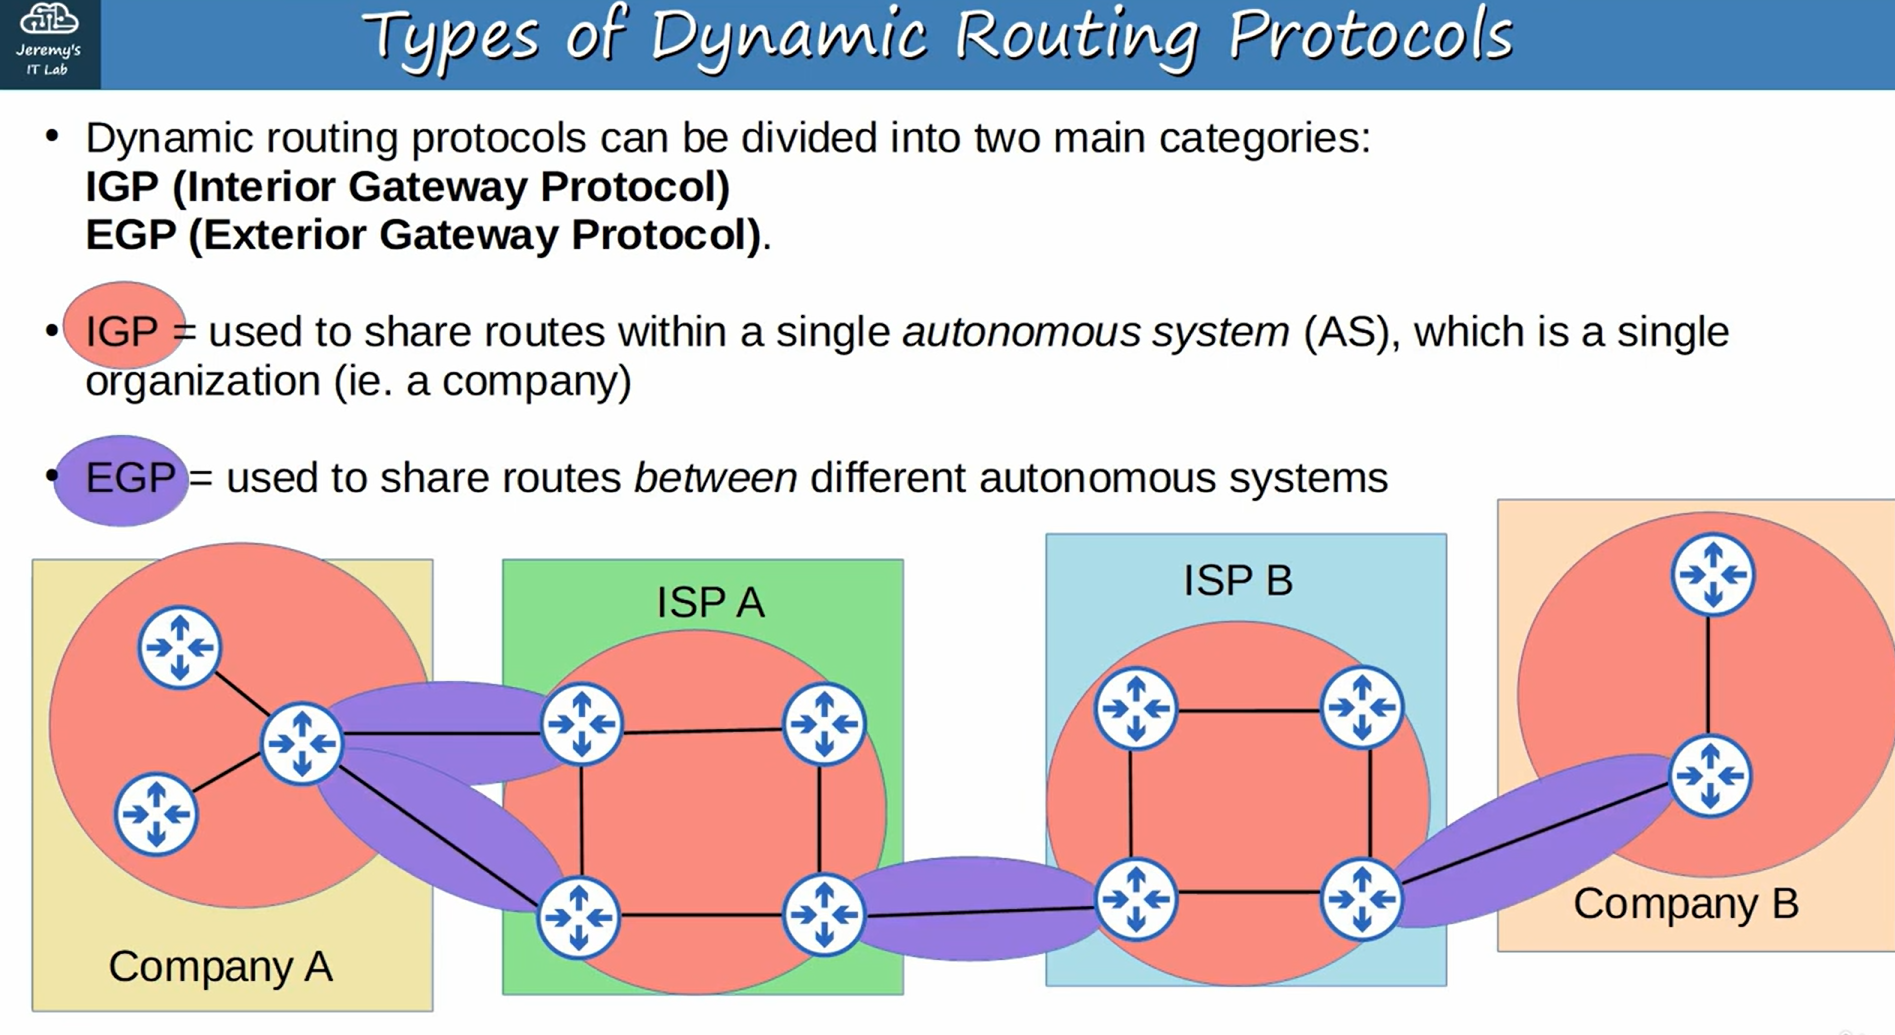 Jeremy's
IT Lab
Types of Dynamic Routing Protocols
• Dynamic routing protocols can be divided into two main categories:
IGP (Interior Gateway Protocol)
EGP (Exterior Gateway Protocol).
• IGP = used to share routes within a single autonomous system (AS), which is a single
organization (ie. a company)
• EGP = used to share routes between different autonomous systems
ISP A
ISP B
Company B
Company A